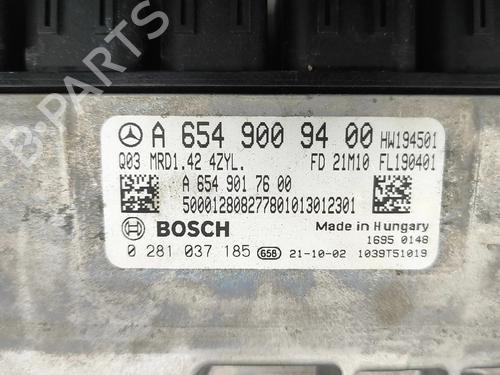 A 654 900 94 00 HW194501
Q03 MRD1.42 4ZYL. FD 21M10 FL190401
A 654 901 76 00
500012808277801013012301
BOSCH Made in Hungary
1695 0148
0 281 037 185 658 21-10-02 1039T51019
B-PARTS